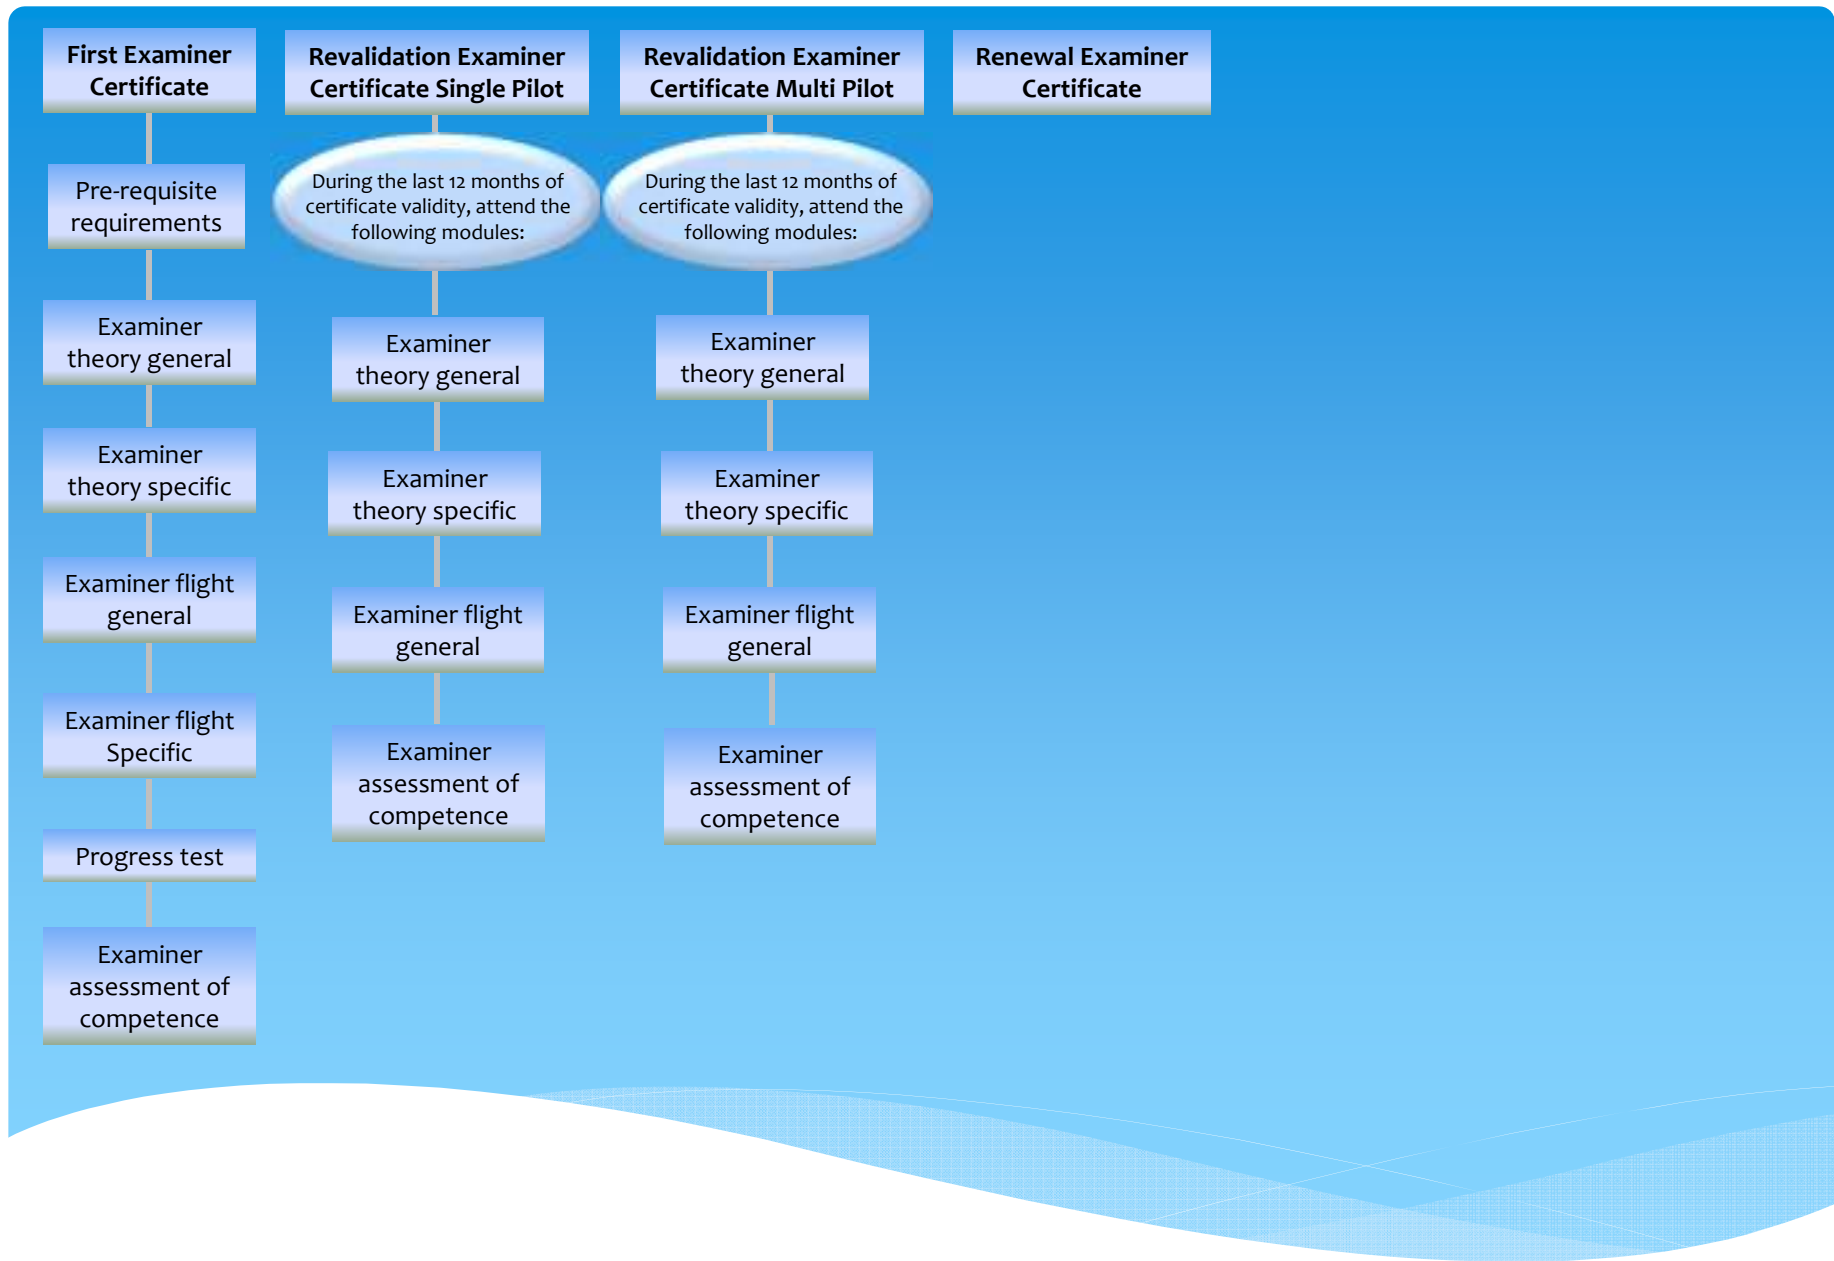 First Examiner
Certificate
Pre-requisite
requirements
Examiner
theory general
Examiner
theory specific
Examiner flight
general
Examiner flight
Specific
Progress test
Examiner
assessment of
competence
Revalidation Examiner
Certificate Single Pilot
During the last 12 months of
certificate validity, attend the
following modules:
Examiner
theory general
Examiner
theory specific
Examiner flight
general
Examiner
assessment of
competence
Revalidation Examiner
Certificate Multi Pilot
During the last 12 months of
certificate validity, attend the
following modules:
Examiner
theory general
Examiner
theory specific
Examiner flight
general
Examiner
assessment of
competence
Renewal Examiner
Certificate